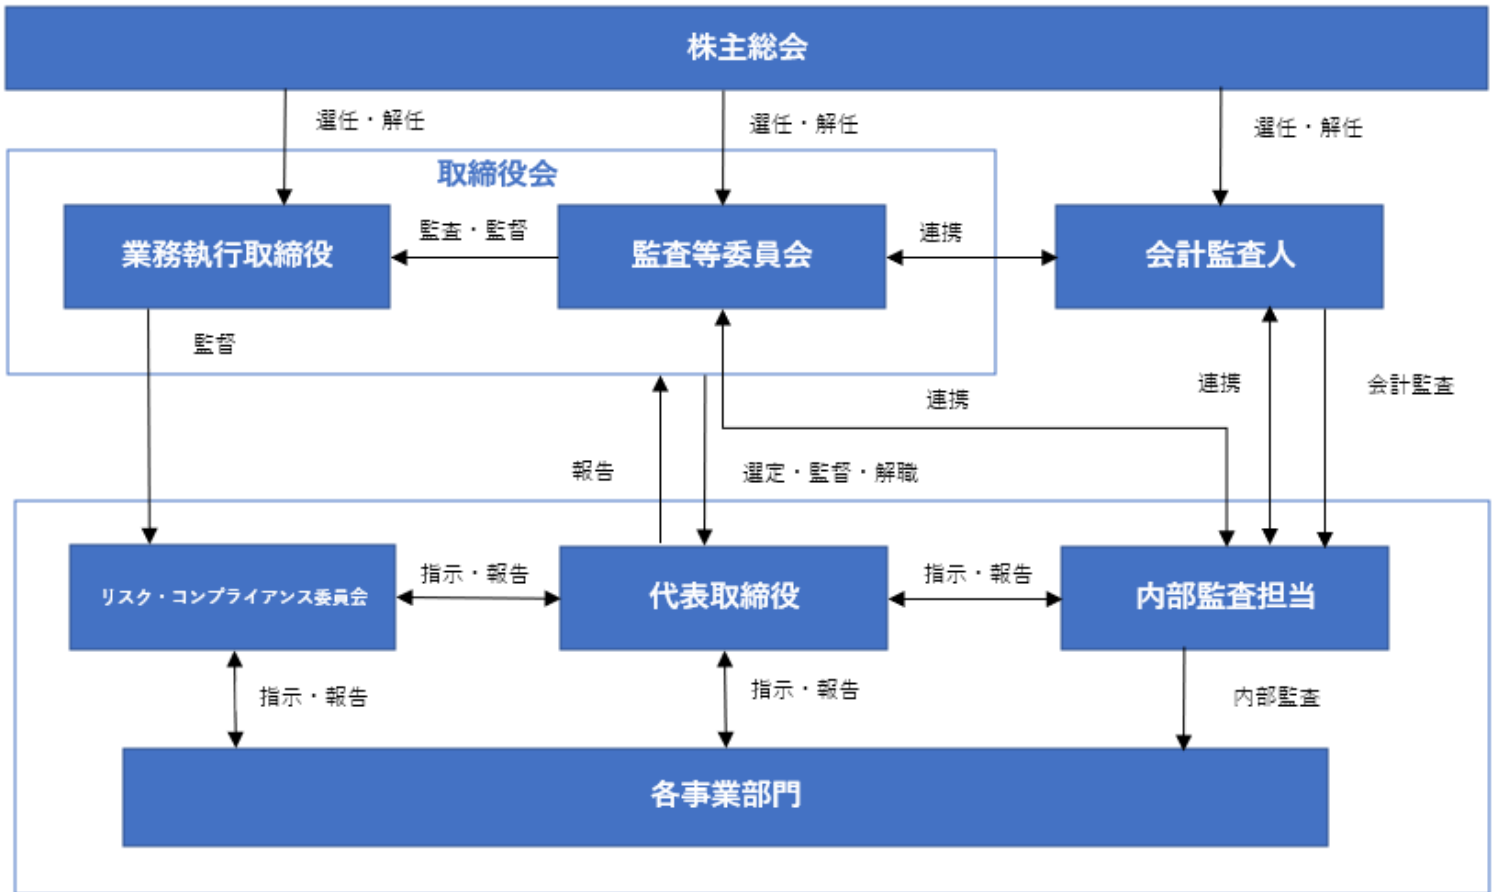 株主総会
選任・解任
選任・解任
選任・解任
取締役会
業務執行取締役
監査・監督
監査等委員会
連携
会計監査人
監督
連携
連携
会計監査
報告
選定・監督・解職
リスク・コンプライアンス委員会
指示・報告
代表取締役
指示・報告
内部監査担当
指示・報告
指示・報告
内部監査
各事業部門